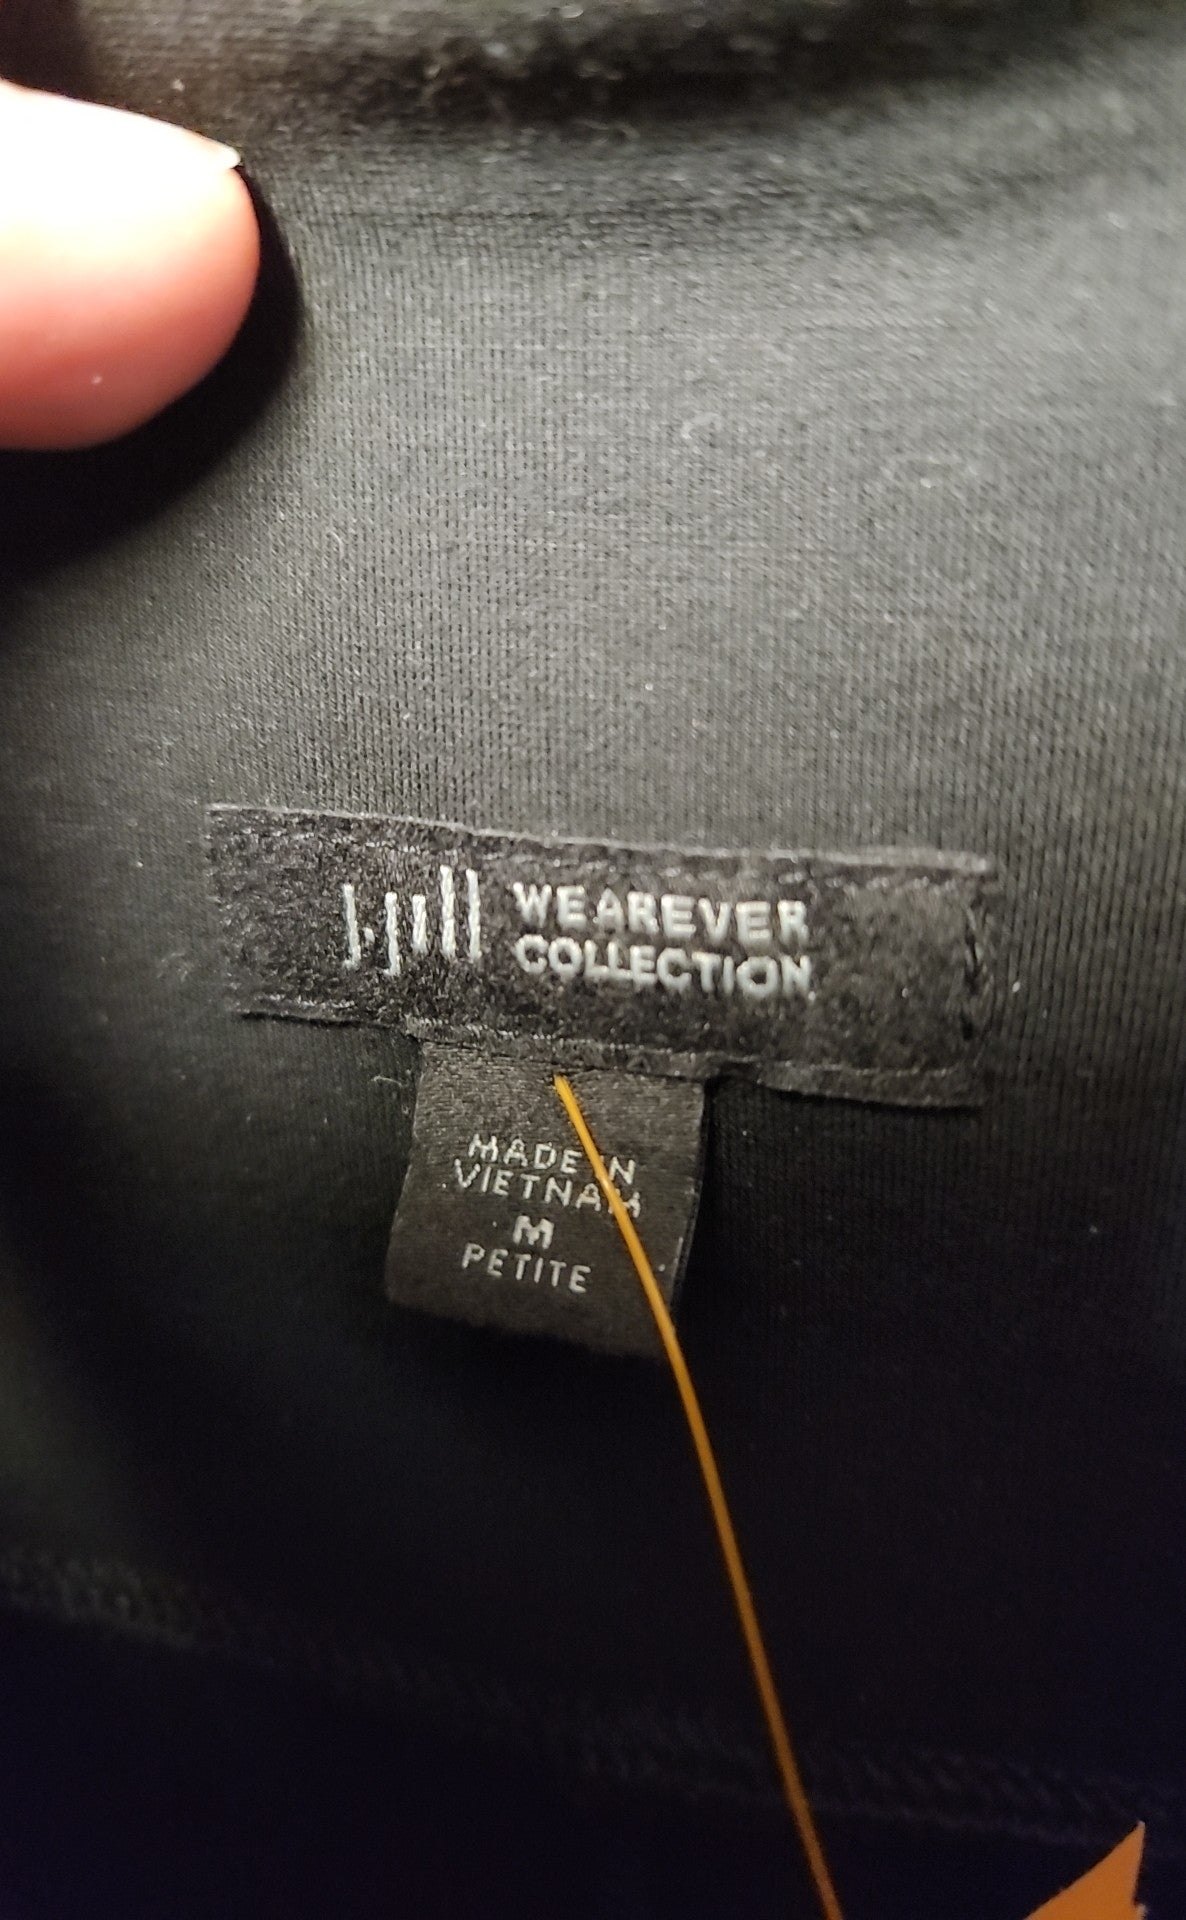 J.Jill
WEAREVER
COLLECTION
MADE IN
VIETNAM
M
PETITE